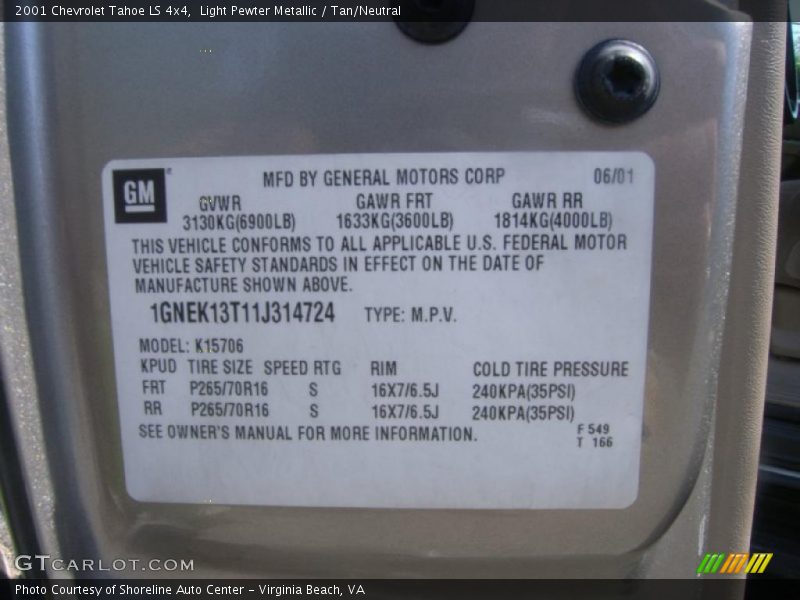 2001 Chevrolet Tahoe LS 4x4,  Light Pewter Metallic / Tan/Neutral
GM
MFD BY GENERAL MOTORS CORP 06/01
GVWR GAWR FRT GAWR RR
3130KG(6900LB) 1633KG(3600LB) 1814KG(4000LB)
THIS VEHICLE CONFORMS TO ALL APPLICABLE U.S. FEDERAL MOTOR
VEHICLE SAFETY STANDARDS IN EFFECT ON THE DATE OF
MANUFACTURE SHOWN ABOVE.
1GNEK13T11J314724 TYPE: M.P.V.
MODEL: K15706
KPUD TIRE SIZE SPEED RTG RIM COLD TIRE PRESSURE
FRT P265/70R16 S 16X7/6.5J 240KPA(35PSI)
RR P265/70R16 S 16X7/6.5J 240KPA(35PSI)
SEE OWNER'S MANUAL FOR MORE INFORMATION.
F 549
T 166
GTCARLOT.COM
Photo Courtesy of Shoreline Auto Center - Virginia Beach, VA